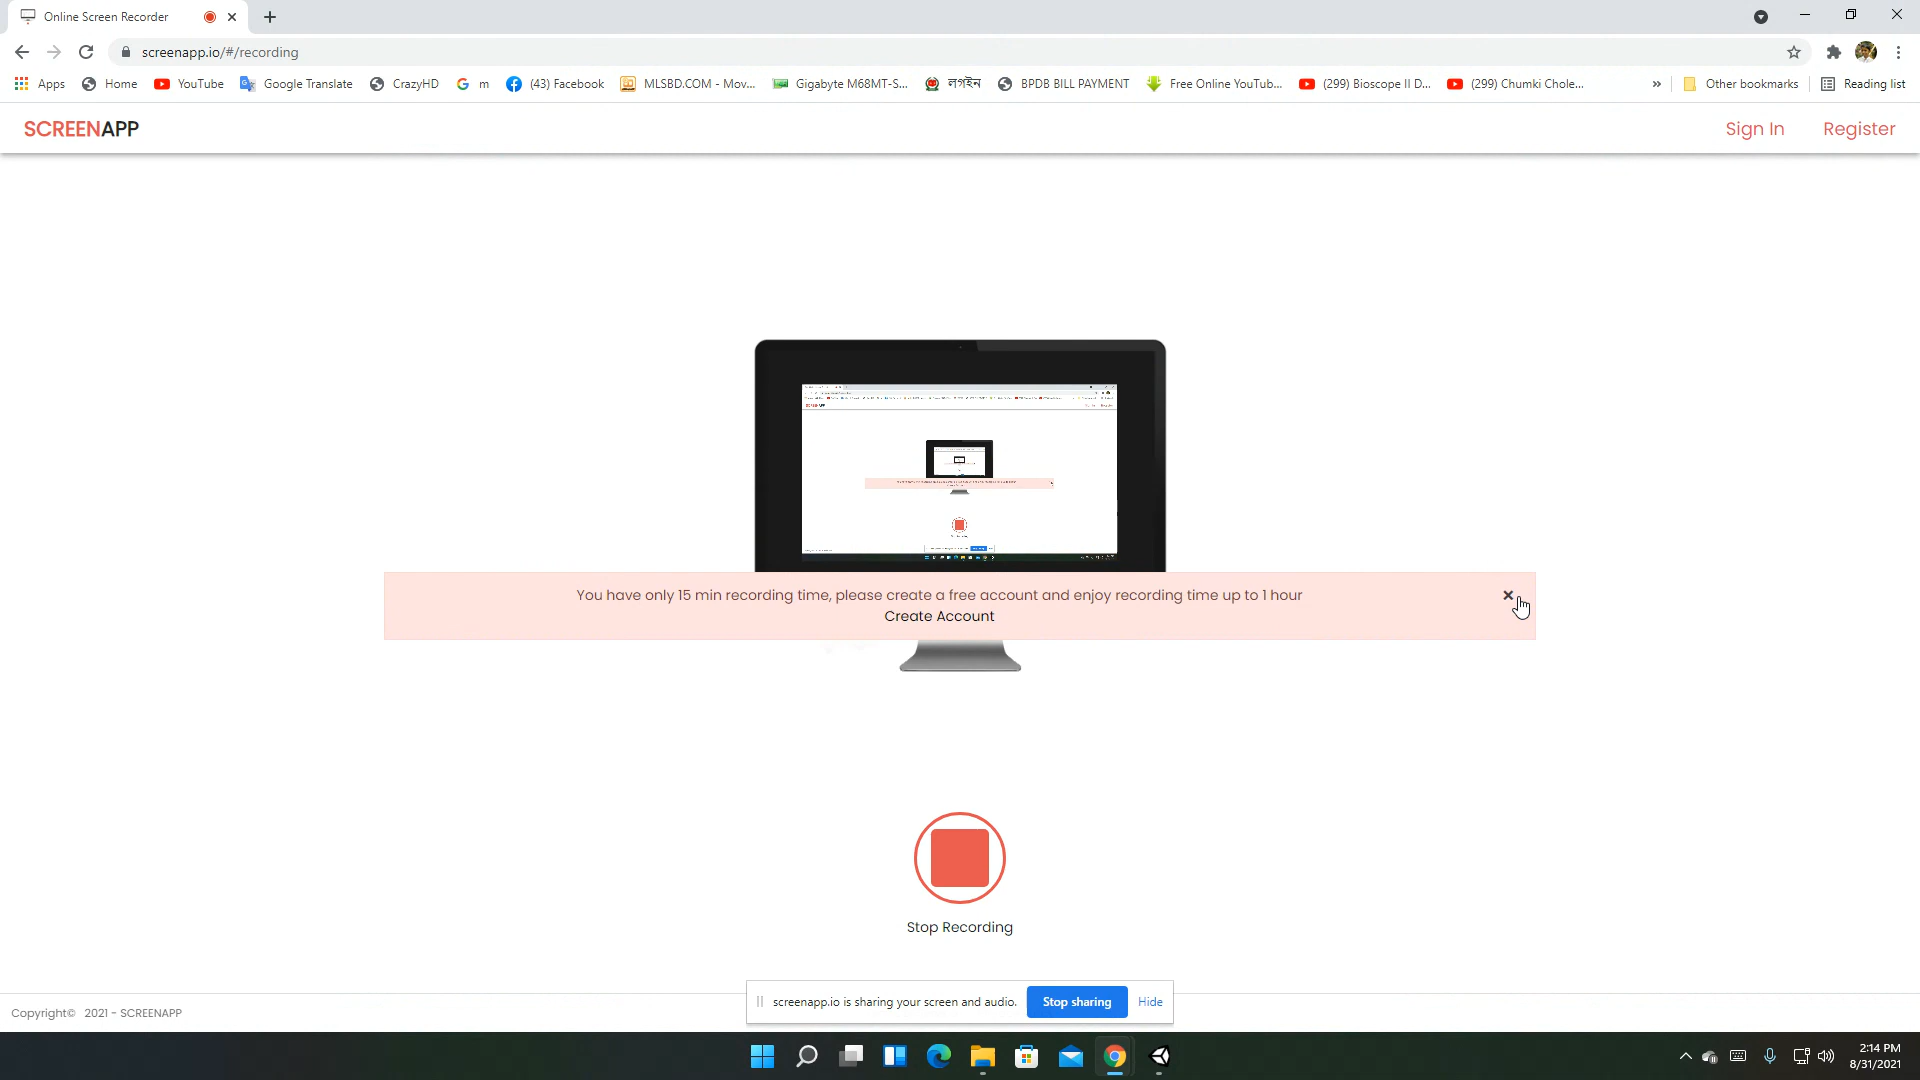 Online Screen Recorder
screenapp.io/#/recording
Apps Home YouTube Google Translate CrazyHD m (43) Facebook MLSBD.COM - Mov... Gigabyte M68MT-S... লগইন BPDB BILL PAYMENT Free Online YouTub... (299) Bioscope II D... (299) Chumki Chole... » Other bookmarks Reading list
SCREENAPP Sign In Register
You have only 15 min recording time, please create a free account and enjoy recording time up to 1 hour
Create Account
Stop Recording
screenapp.io is sharing your screen and audio. Stop sharing Hide
Copyright© 2021 - SCREENAPP
2:14 PM
8/31/2021